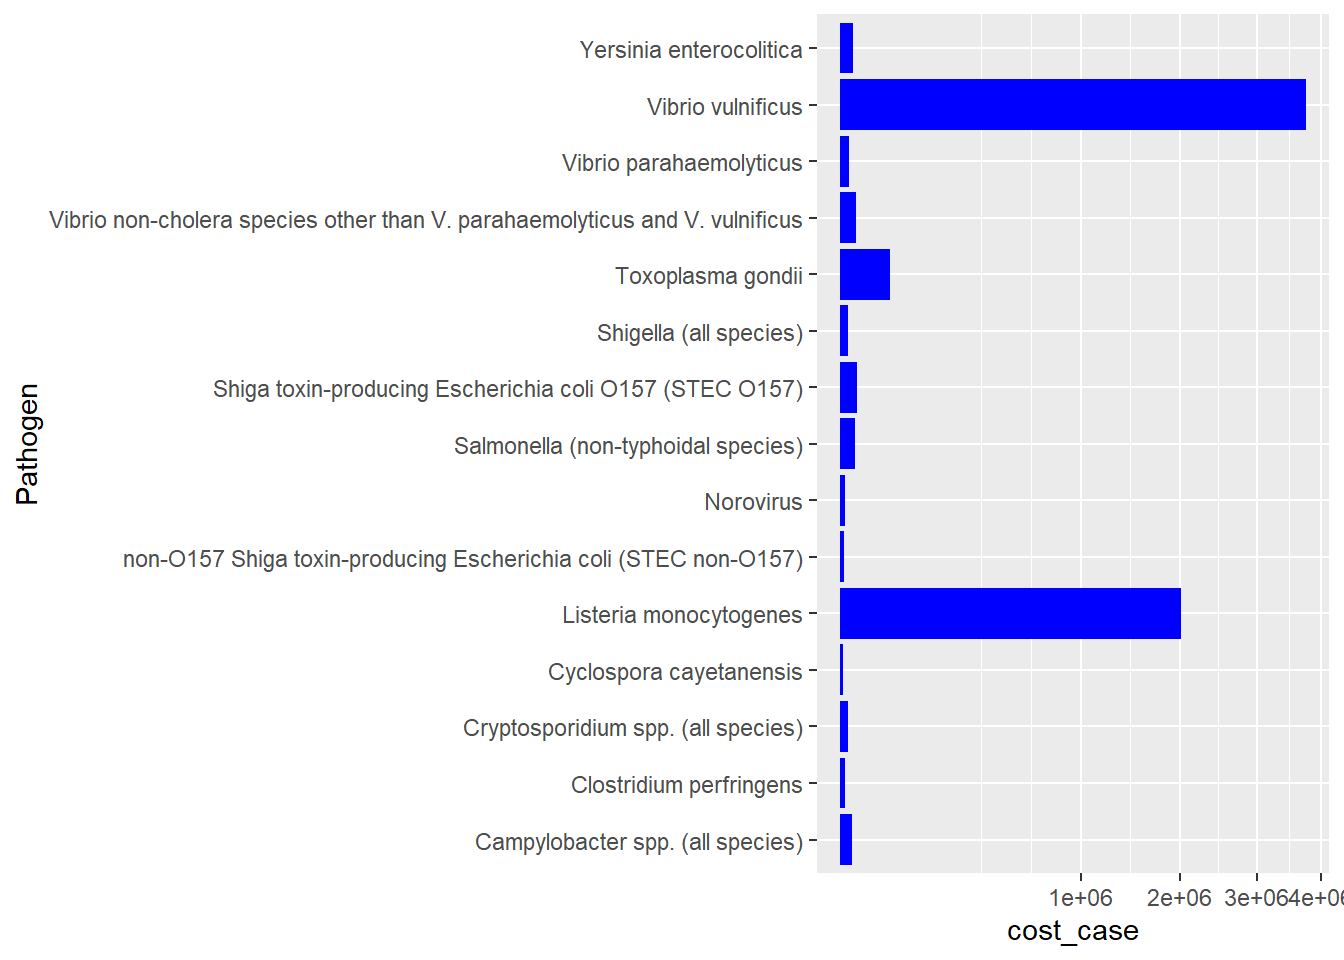 Yersinia enterocolitica
Vibrio vulnificus
Vibrio parahaemolyticus
Vibrio non-cholera species other than V. parahaemolyticus and V. vulnificus
Toxoplasma gondii
Shigella (all species)
Shiga toxin-producing Escherichia coli O157 (STEC O157)
Salmonella (non-typhoidal species)
Norovirus
non-O157 Shiga toxin-producing Escherichia coli (STEC non-O157)
Listeria monocytogenes
Cyclospora cayetanensis
Cryptosporidium spp. (all species)
Clostridium perfringens
Campylobacter spp. (all species)
Pathogen
1e+06 2e+06 3e+064e+06
cost_case